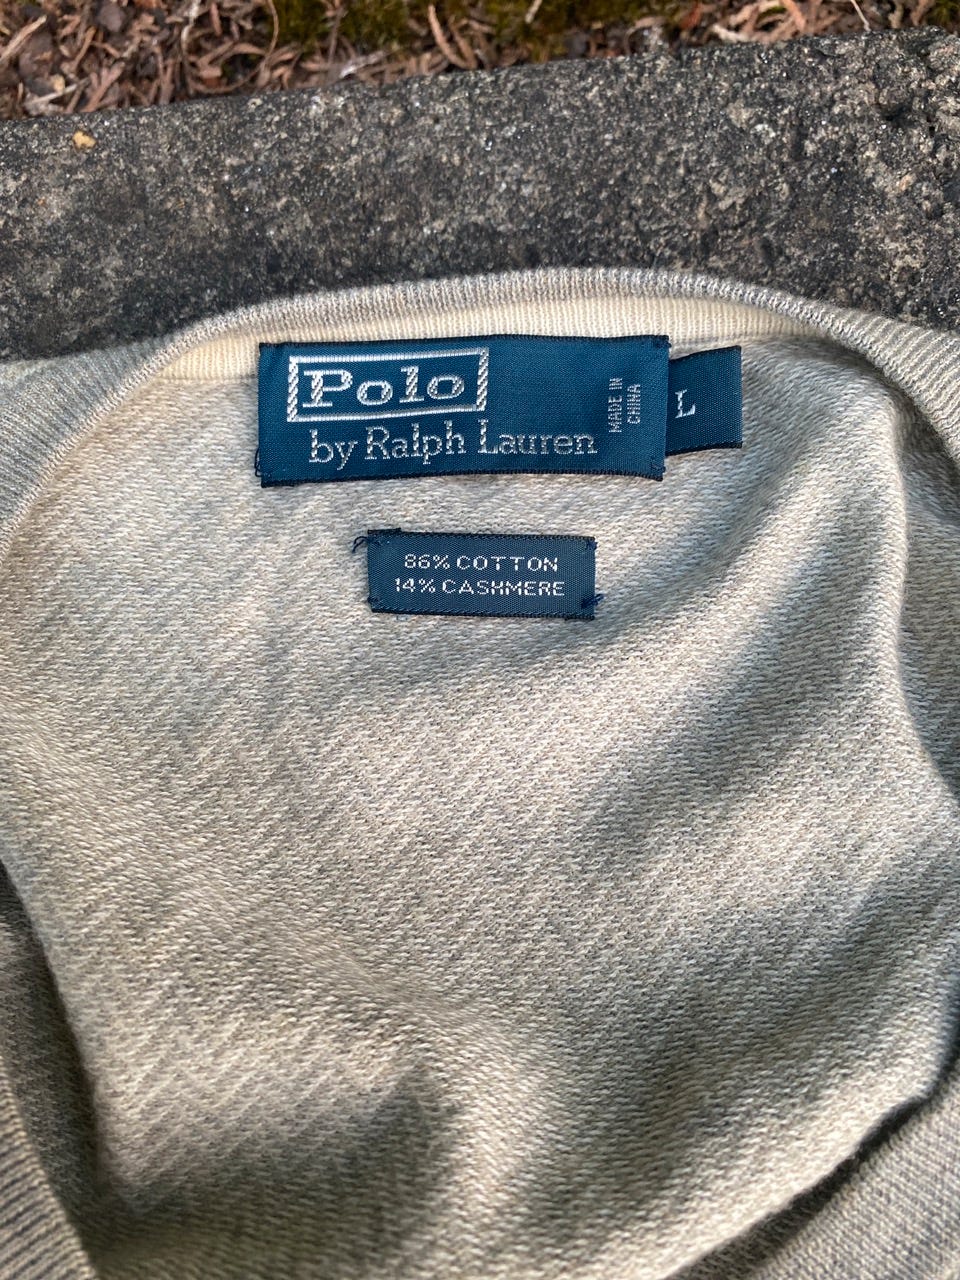 Polo
by Ralph Lauren
MADE IN
CHINA
L
86% COTTON
14% CASHMERE